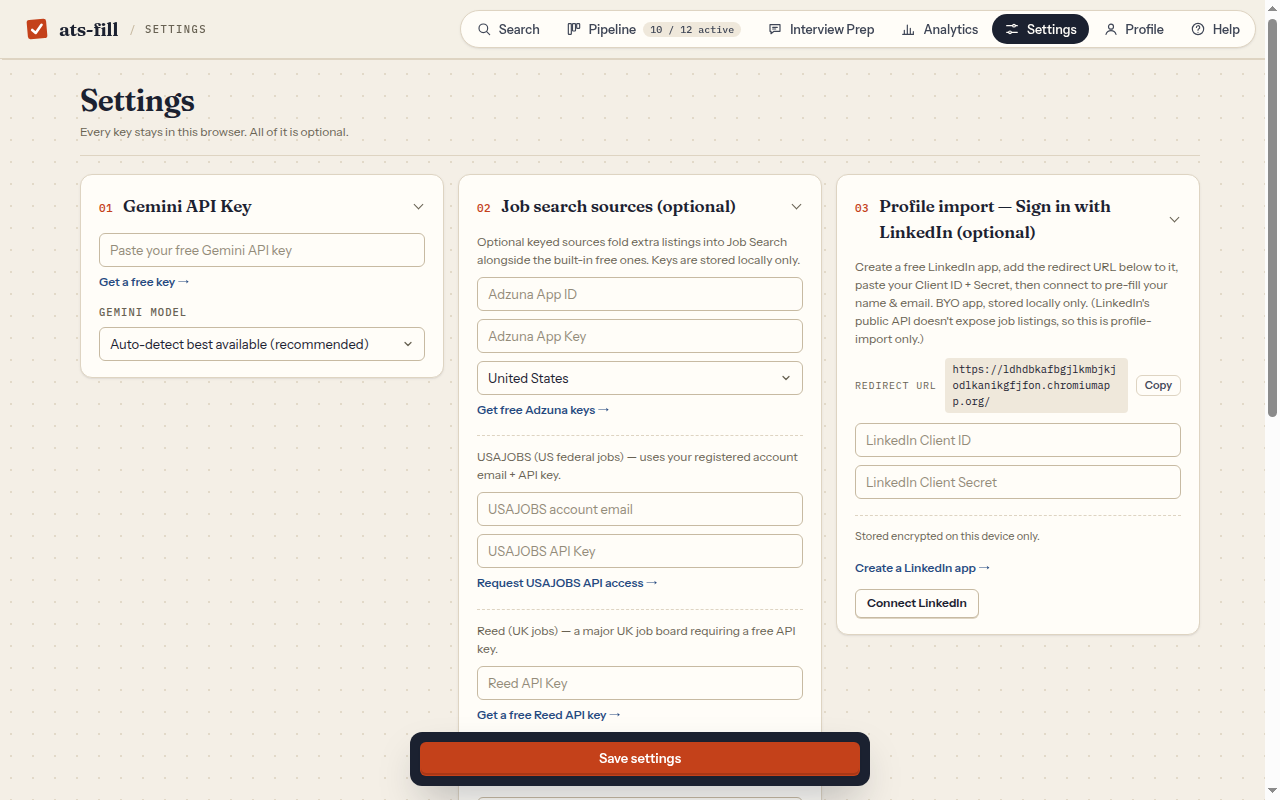 ats-fill / SETTINGS
Search
Pipeline 10 / 12 active
Interview Prep
Analytics
Settings
Profile
Help
Settings
Every key stays in this browser. All of it is optional.
01 Gemini API Key
Paste your free Gemini API key
Get a free key →
GEMINI MODEL
Auto-detect best available (recommended)
02 Job search sources (optional)
Optional keyed sources fold extra listings into Job Search
alongside the built-in free ones. Keys are stored locally only.
Adzuna App ID
Adzuna App Key
United States
Get free Adzuna keys →
USAJOBS (US federal jobs) — uses your registered account
email + API key.
USAJOBS account email
USAJOBS API Key
Request USAJOBS API access →
Reed (UK jobs) — a major UK job board requiring a free API
key.
Reed API Key
Get a free Reed API key →
03 Profile import — Sign in with
LinkedIn (optional)
Create a free LinkedIn app, add the redirect URL below to it,
paste your Client ID + Secret, then connect to pre-fill your
name & email. BYO app, stored locally only. (LinkedIn's
public API doesn't expose job listings, so this is profile-
import only.)
REDIRECT URL
https://ldhdbkafbgjlkmbjkj
odlkanikgfjfon.chromiumap
p.org/
Copy
LinkedIn Client ID
LinkedIn Client Secret
Stored encrypted on this device only.
Create a LinkedIn app →
Connect LinkedIn
Save settings